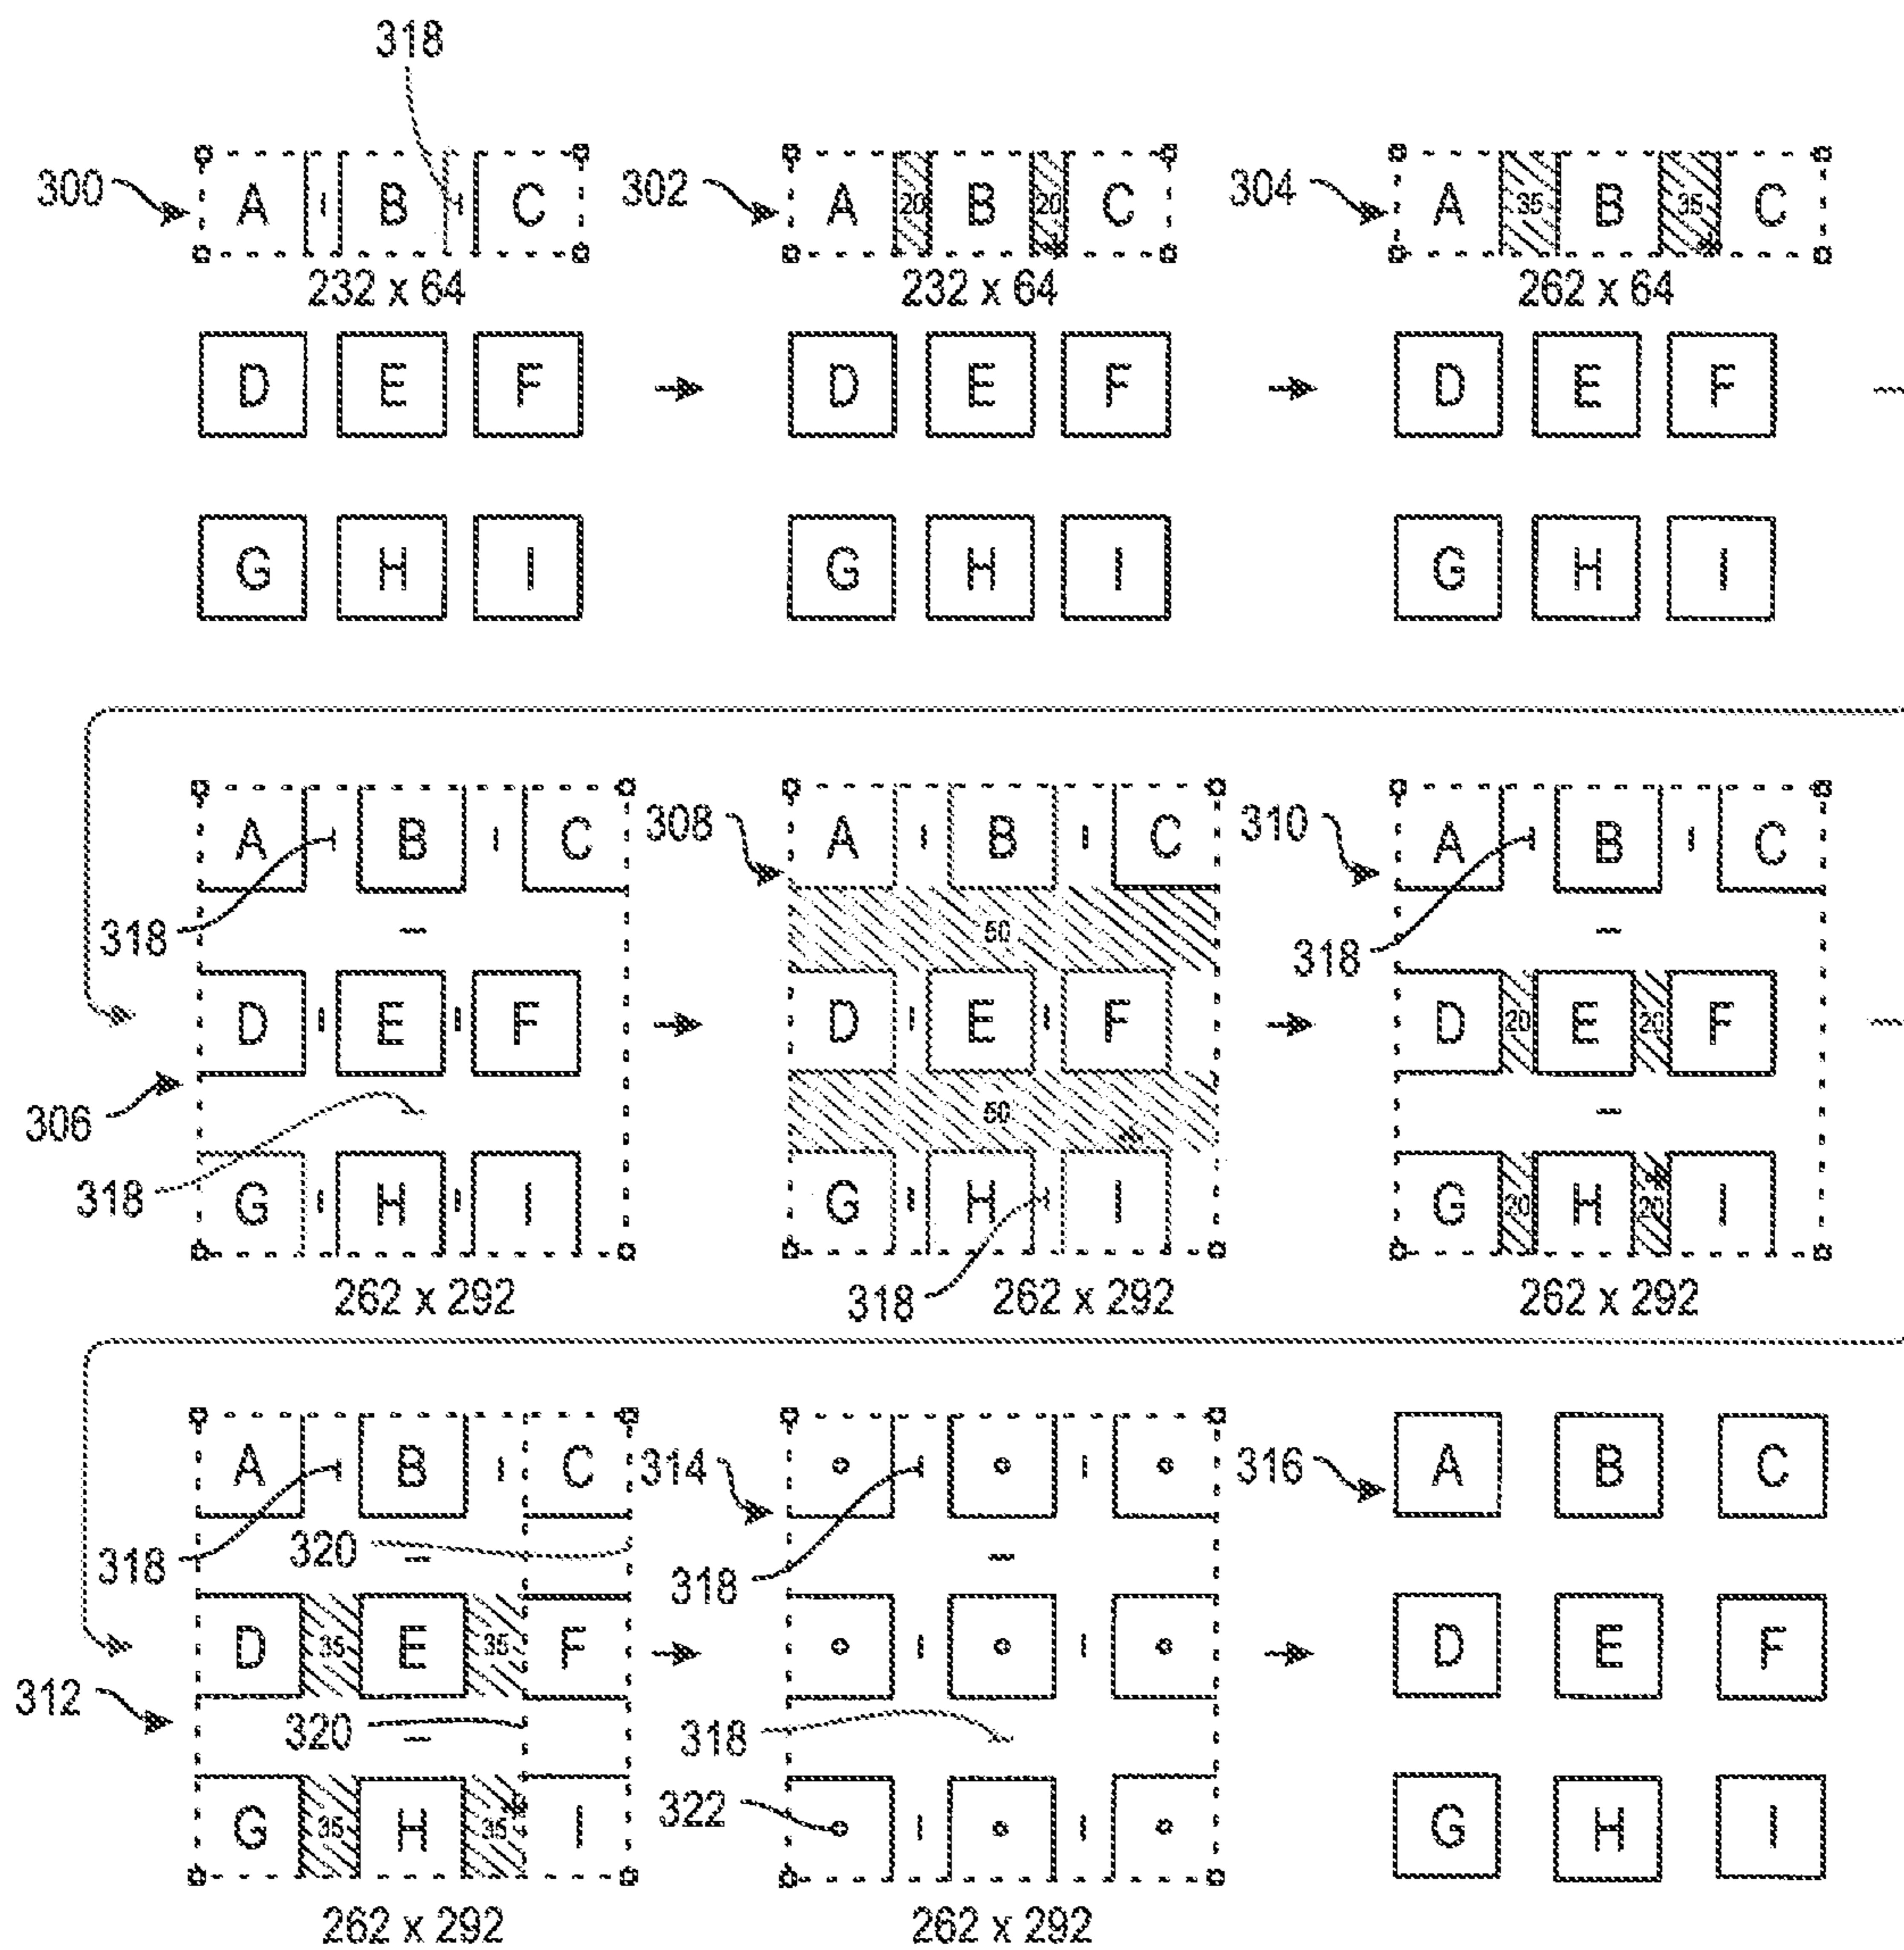 318
300 A B C 302 A 20 B 20 C 304 A 35 B 35 C
232 x 64 232 x 64 262 x 64
D E F D E F D E F
G H I G H I G H I
A B C 308 A B C 310 A B C
318 50 318
D E F D E F D 20 E 20 F
306 50
318 G H I G H I G 20 H 20 I
262 x 292 318 262 x 292 262 x 292
A B C 314 316 A B C
318 320 318
D 35 E 35 F D E F
312 320 318
G 35 H 35 I 322 G H I
262 x 292 262 x 292